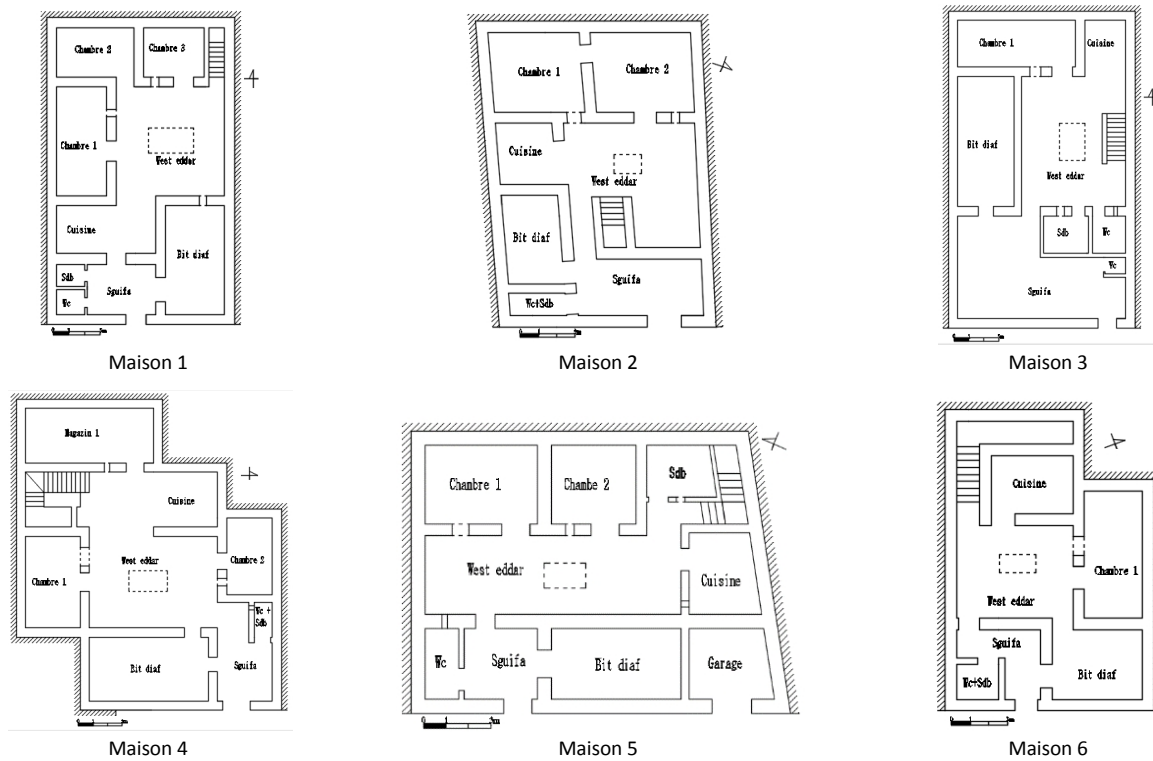 Chambre 2
Chambre 3
Chambre 1
West eddar
Cuisine
Bit diaf
Sdb
Sguifa
Wc
Maison 1
Chambre 1
Chambre 2
Cuisine
West eddar
Bit diaf
Sguifa
Wc+Sdb
Maison 2
Chambre 1
Cuisine
Bit diaf
West eddar
Sdb
Wc
Wc
Sguifa
Maison 3
Magazin 1
Cuisine
West eddar
Chambre 2
Chambre 1
Wc +
Sdb
Bit diaf
Sguifa
Maison 4
Chambre 1
Chambe 2
Sdb
West eddar
Cuisine
Wc
Sguifa
Bit diaf
Garage
Maison 5
Cuisine
Chambre 1
West eddar
Sguifa
Wc+Sdb
Bit diaf
Maison 6